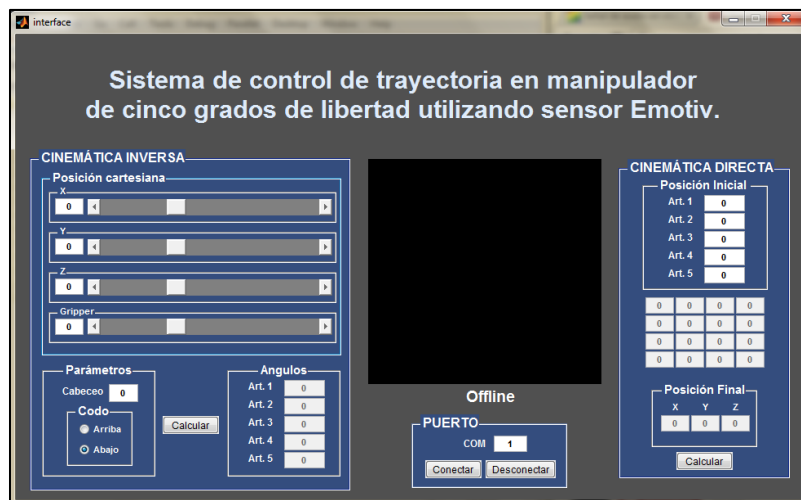 interface
Sistema de control de trayectoria en manipulador
de cinco grados de libertad utilizando sensor Emotiv.
CINEMÁTICA INVERSA
Posición cartesiana
X
0
Y
0
Z
0
Gripper
0
Parámetros
Cabeceo 0
Codo
Arriba
Abajo
Calcular
Angulos
Art. 1 0
Art. 2 0
Art. 3 0
Art. 4 0
Art. 5 0
Offline
PUERTO
COM 1
Conectar Desconectar
CINEMÁTICA DIRECTA
Posición Inicial
Art. 1 0
Art. 2 0
Art. 3 0
Art. 4 0
Art. 5 0
0 0 0 0
0 0 0 0
0 0 0 0
0 0 0 0
Posición Final
X Y Z
0 0 0
Calcular